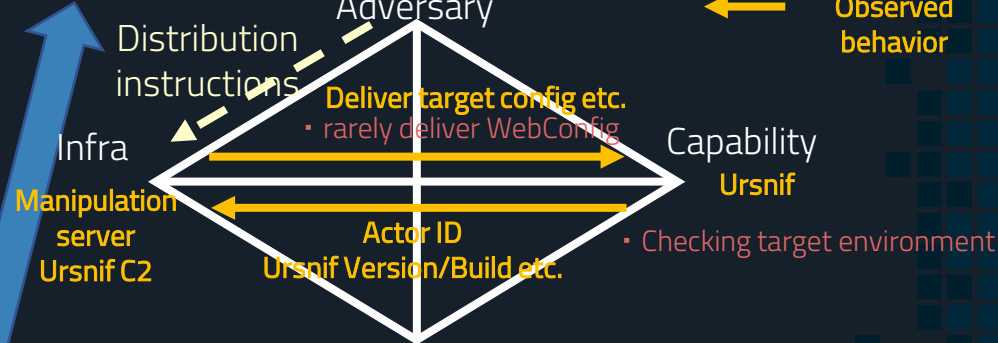 Adversary
Observed
behavior
Distribution
instructions
Deliver target config etc.
・rarely deliver WebConfig
Infra
Capability
Ursnif
Manipulation
server
Ursnif C2
Actor ID
Ursnif Version/Build etc.
・Checking target environment